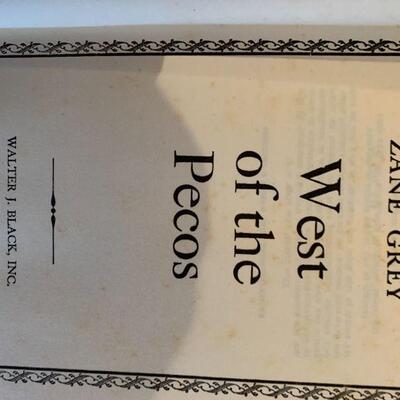 ZANE GREY
West
of the
Pecos
WALTER J. BLACK, INC.